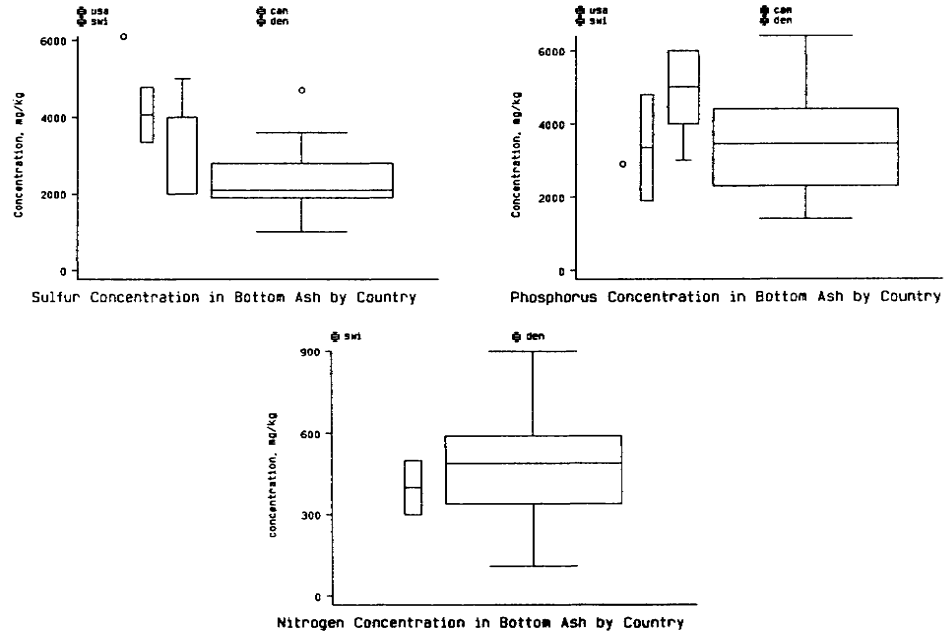 usa can
swi den
6000
4000
2000
0
Concentration, mg/kg
Sulfur Concentration in Bottom Ash by Country
usa can
swi den
6000
4000
2000
0
Concentration, mg/kg
Phosphorus Concentration in Bottom Ash by Country
swi den
900
600
300
0
concentration, mg/kg
Nitrogen Concentration in Bottom Ash by Country